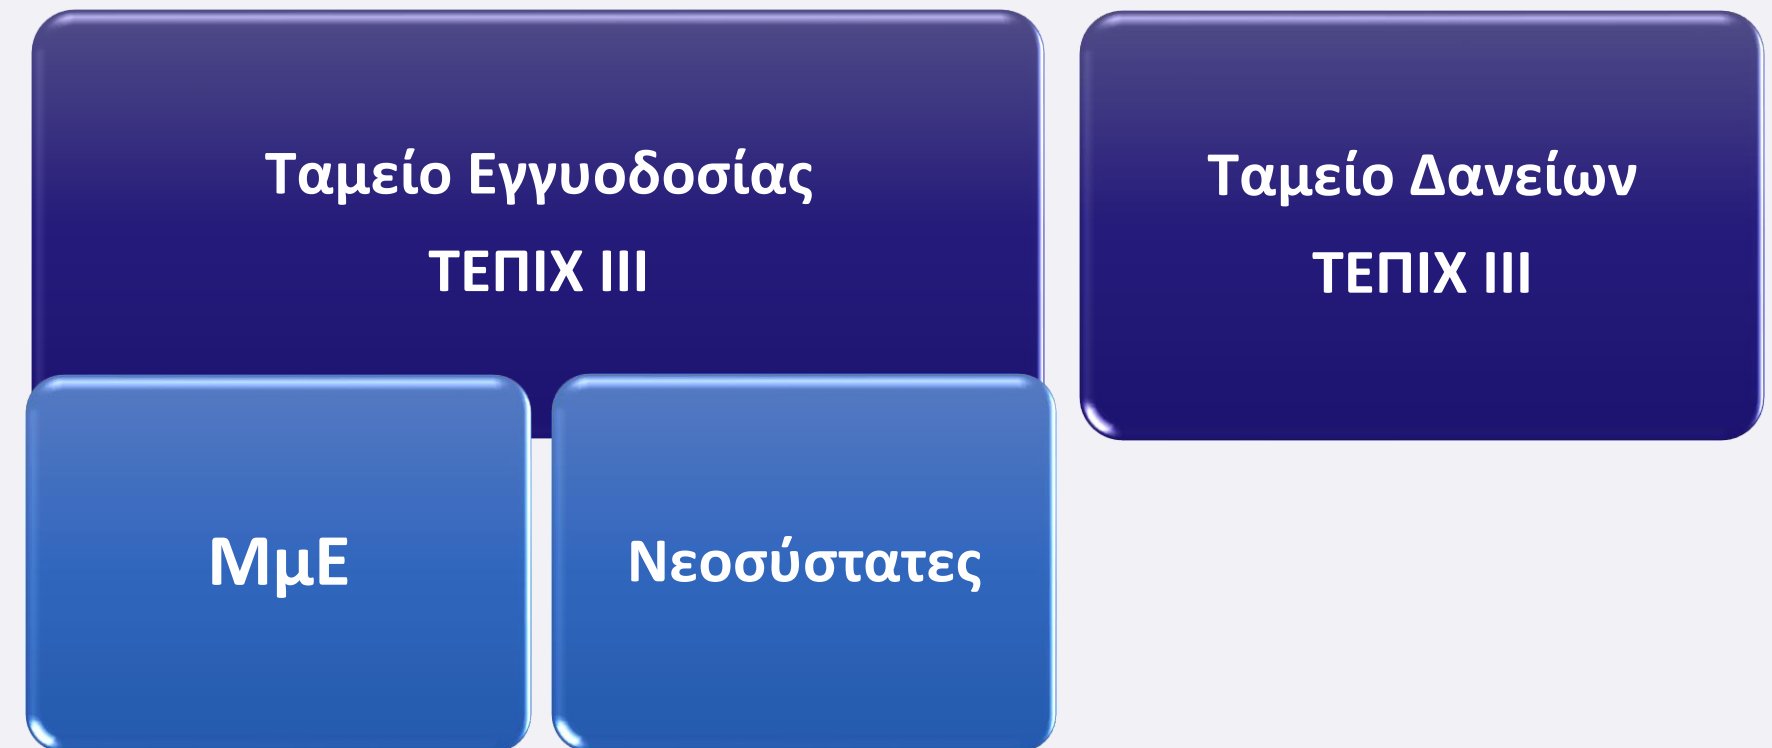 Ταμείο Εγγυοδοσίας
ΤΕΠΙΧ ΙΙΙ
Ταμείο Δανείων
ΤΕΠΙΧ ΙΙΙ
ΜμΕ
Νεοσύστατες